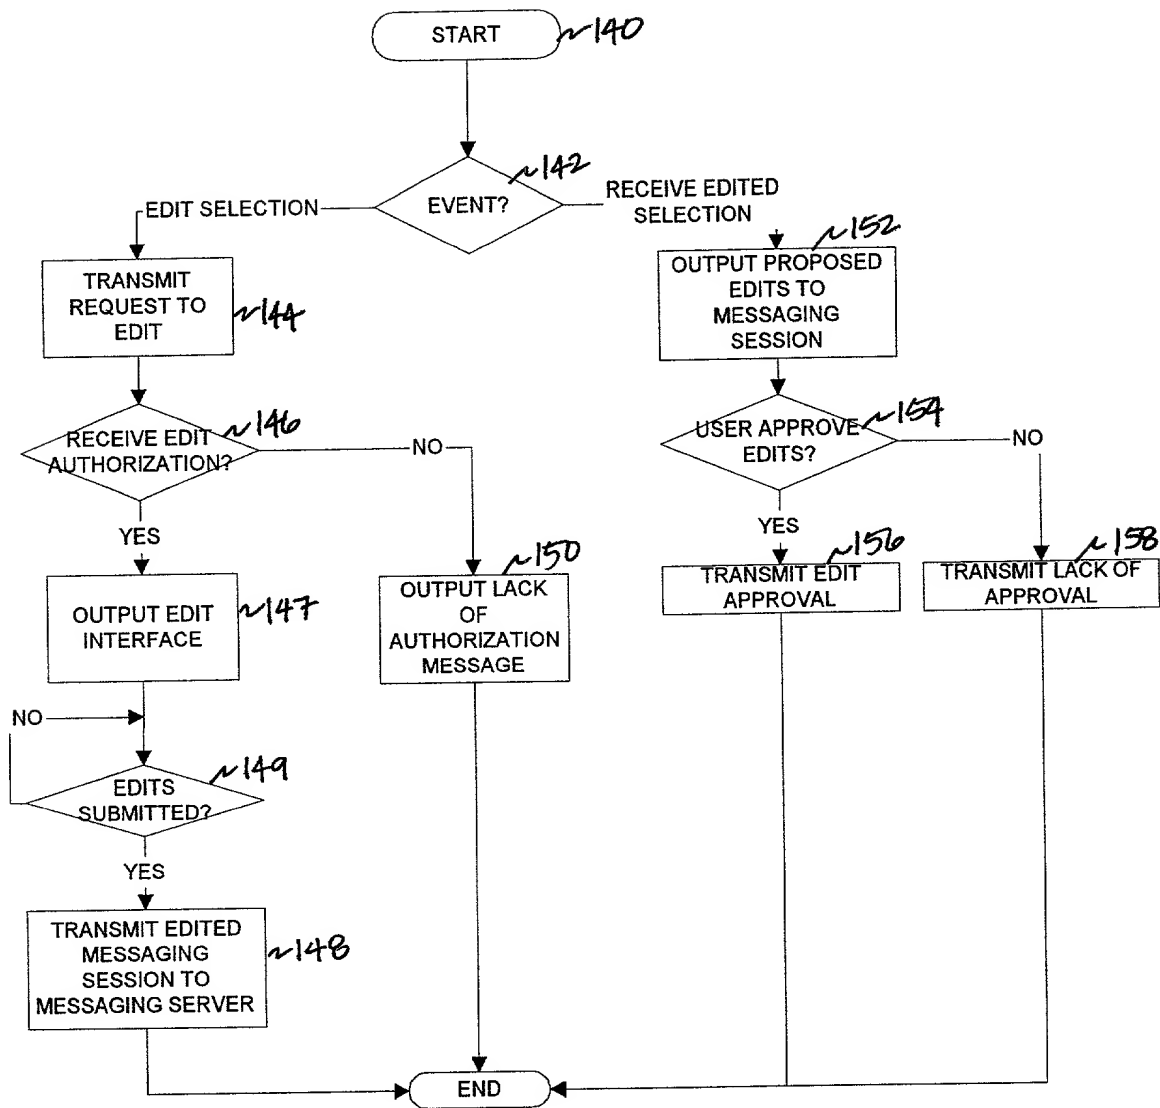 START
~140
EVENT?
~142
EDIT SELECTION
RECEIVE EDITED
SELECTION
TRANSMIT
REQUEST TO
EDIT
~144
~152
OUTPUT PROPOSED
EDITS TO
MESSAGING
SESSION
RECEIVE EDIT
AUTHORIZATION?
~146
NO
USER APPROVE
EDITS?
~154
NO
YES
YES
OUTPUT EDIT
INTERFACE
~147
~150
OUTPUT LACK
OF
AUTHORIZATION
MESSAGE
~156
TRANSMIT EDIT
APPROVAL
~158
TRANSMIT LACK OF
APPROVAL
NO
EDITS
SUBMITTED?
~149
YES
TRANSMIT EDITED
MESSAGING
SESSION TO
MESSAGING SERVER
~148
END